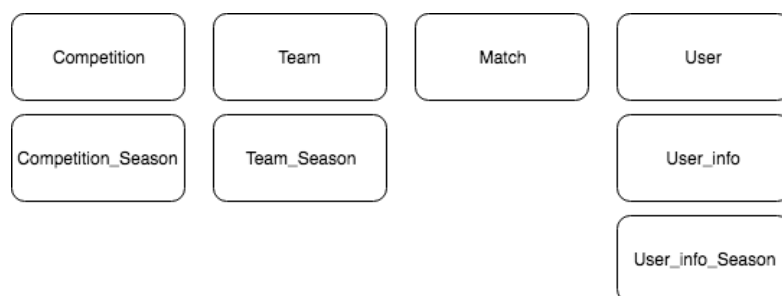 Competition
Team
Match
User
Competition_Season
Team_Season
User_info
User_info_Season